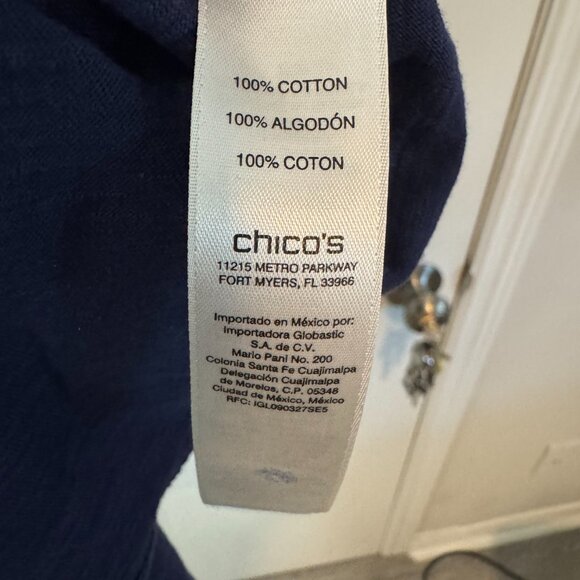 100% COTTON
100% ALGODÓN
100% COTON
chico's
11215 METRO PARKWAY
FORT MYERS, FL 33966
Importado en México por:
Importadora Globastic
S.A. de C.V.
Mario Pani No. 200
Colonia Santa Fe Cuajimalpa
Delegación Cuajimalpa
de Morelos, C.P. 05348
Ciudad de México, México
RFC: IGL090327SE5